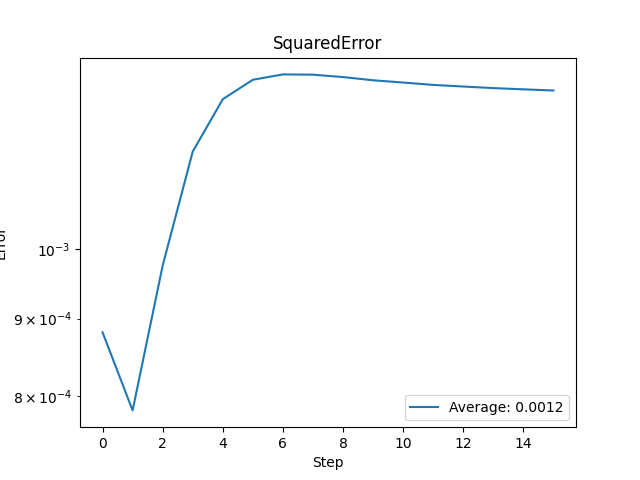 SquaredError
Error
10⁻³
9 × 10⁻⁴
8 × 10⁻⁴
Average: 0.0012
0 2 4 6 8 10 12 14
Step